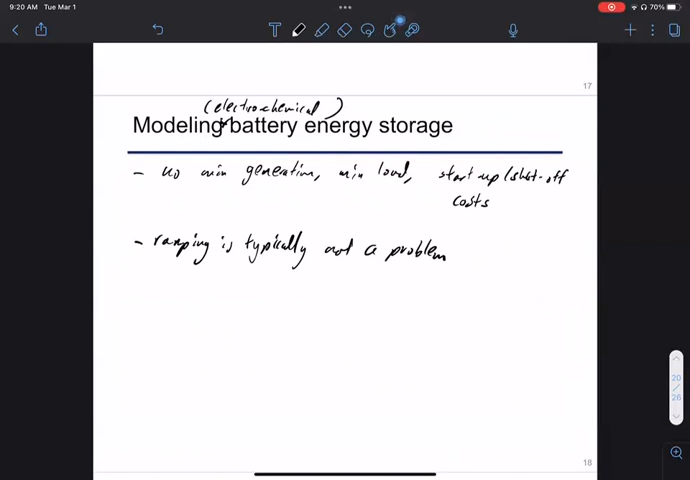 9:20 AM Tue Mar 1
70%
T
17
(electrochemical)
Modeling battery energy storage
- no min generation, min load, start up/shut-off
costs
- ramping is typically not a problem
20
/
26
18